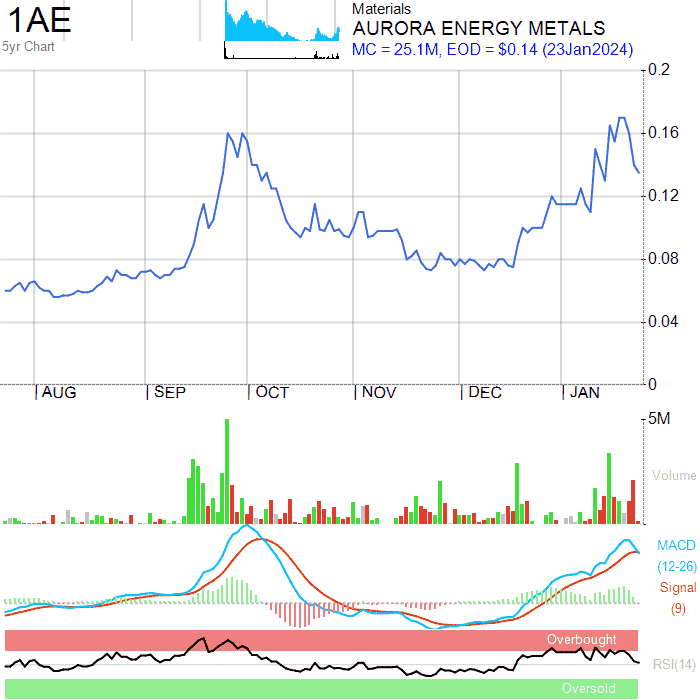 1AE
5yr Chart
Materials
AURORA ENERGY METALS
MC = 25.1M, EOD = $0.14 (23Jan2024)
0.2
0.16
0.12
0.08
0.04
0
AUG
SEP
OCT
NOV
DEC
JAN
5M
Volume
MACD
(12-26)
Signal
(9)
Overbought
RSI(14)
Oversold